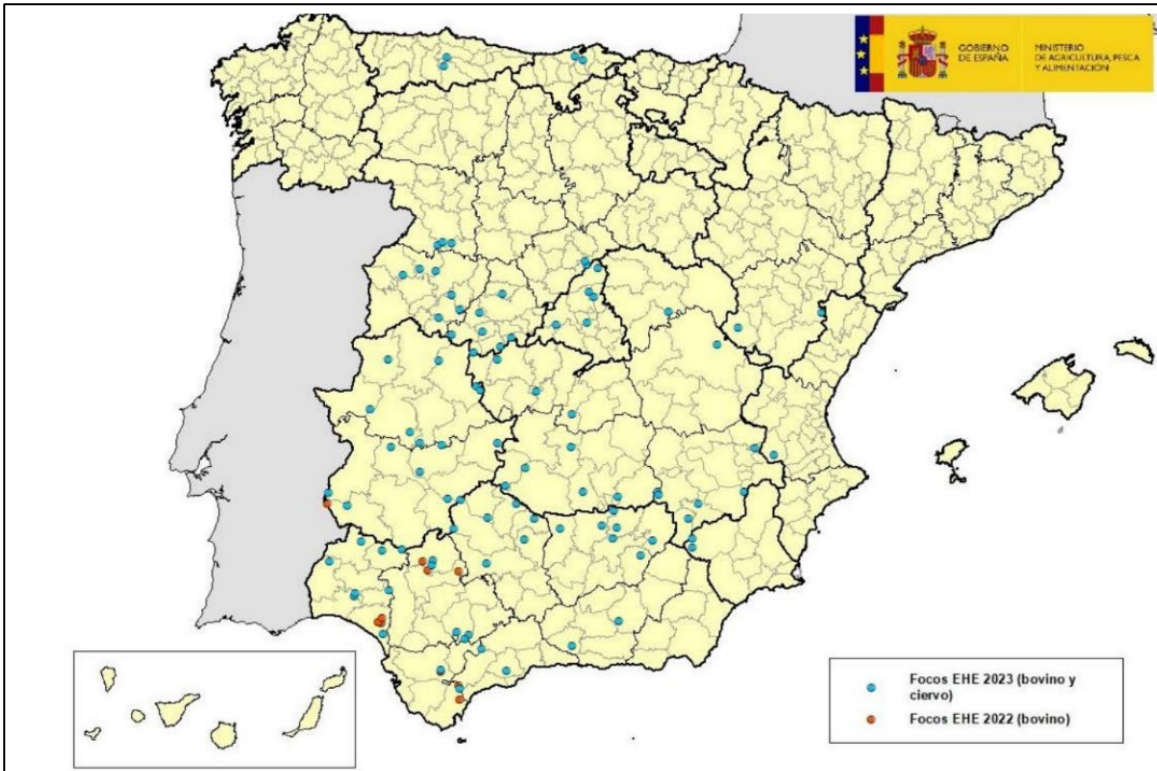 GOBIERNO
DE ESPAÑA
MINISTERIO
DE AGRICULTURA, PESCA
Y ALIMENTACIÓN
Focos EHE 2023 (bovino y
ciervo)
Focos EHE 2022 (bovino)